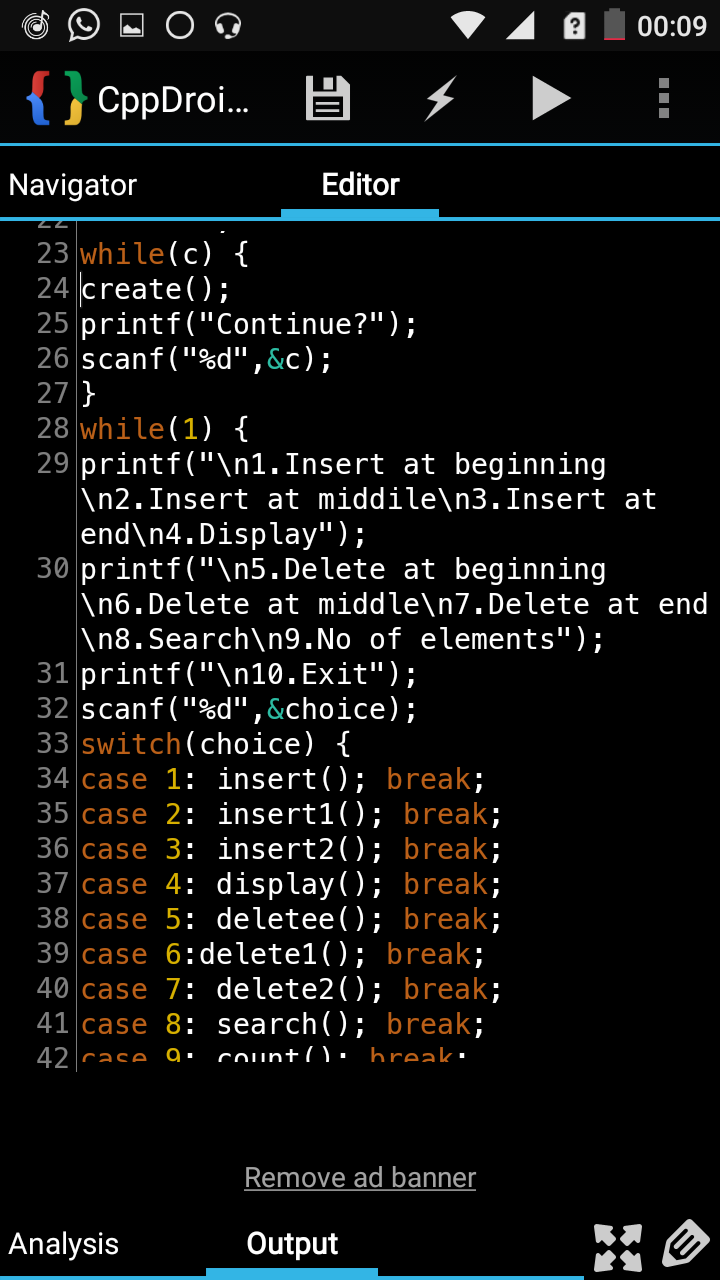 00:09
CppDroi...
Navigator
Editor
22
23 while(c) {
24 create();
25 printf("Continue?");
26 scanf("%d",&c);
27 }
28 while(1) {
29 printf("\n1.Insert at beginning
\n2.Insert at middile\n3.Insert at
end\n4.Display");
30 printf("\n5.Delete at beginning
\n6.Delete at middle\n7.Delete at end
\n8.Search\n9.No of elements");
31 printf("\n10.Exit");
32 scanf("%d",&choice);
33 switch(choice) {
34 case 1: insert(); break;
35 case 2: insert1(); break;
36 case 3: insert2(); break;
37 case 4: display(); break;
38 case 5: deletee(); break;
39 case 6:delete1(); break;
40 case 7: delete2(); break;
41 case 8: search(); break;
42 case 9: count(); break;
Remove ad banner
Analysis
Output